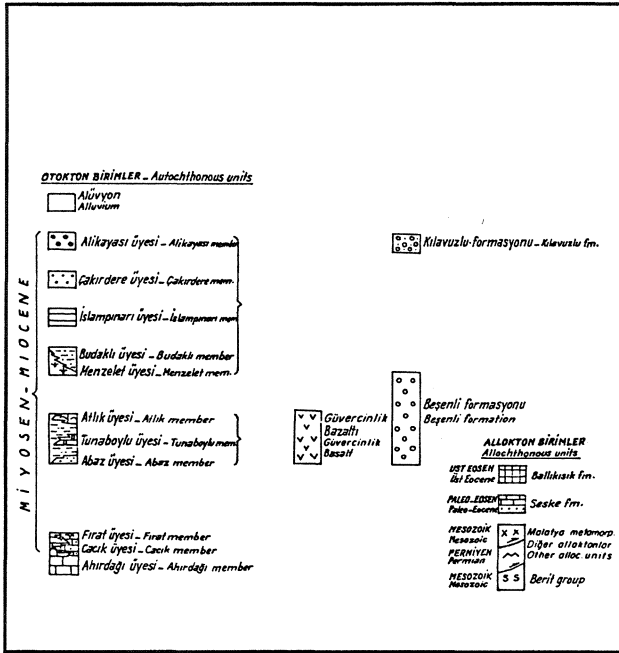 OTOKTON BİRİMLER _ Autochthonous units
Alüvyon
Alluvium
MİYOSEN - MIOCENE
Alikayası üyesi _ Alikayası member
Çakırdere üyesi _ Çakırdere mem.
İslampınarı üyesi _ İslampınarı mem
Budaklı üyesi _ Budaklı member
Menzelet üyesi _ Menzelet mem.
Atlık üyesi _ Atlık member
Tunaboylu üyesi _ Tunaboylu mem
Abaz üyesi _ Abaz member
Fırat üyesi _ Fırat member
Cacık üyesi _ Cacık member
Ahırdağı üyesi _ Ahırdağı member
Güvercinlik
Bazaltı
Güvercinlik
Basalt
Kılavuzlu formasyonu _ Kılavuzlu fm.
Beşenli formasyonu
Beşenli formation
ALLOKTON BİRİMLER
Allochthonous units
ÜST EOSEN
Üst Eocene
Ballıkısık fm.
PALEO_EOSEN
Paleo_Eocene
Seske fm.
MESOZOİK
Mesozoic
Malatya metamorp.
Diğer alloktonlar
PERMİYEN
Permian
Other alloc. units
MESOZOİK
Mesozoic
Berit group